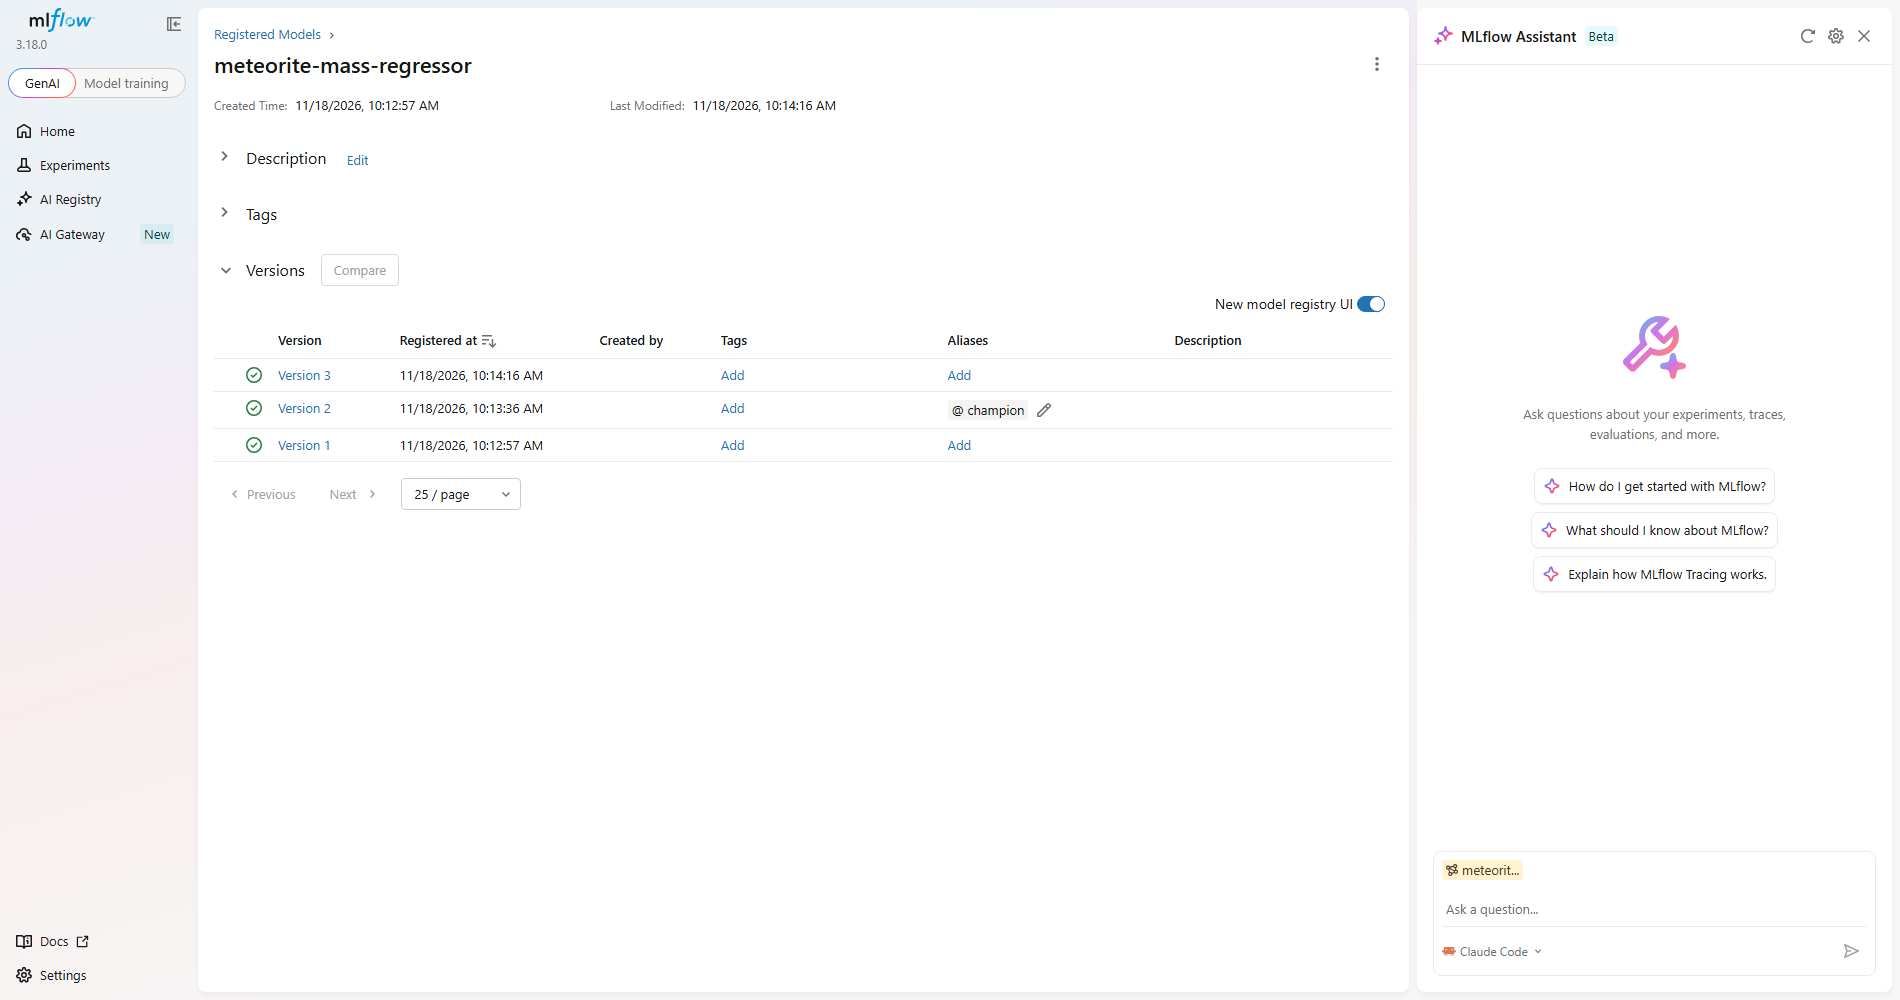 mlflow
3.18.0
GenAI
Model training
Home
Experiments
AI Registry
AI Gateway New
Docs
Settings
Registered Models
meteorite-mass-regressor
Created Time: 11/18/2026, 10:12:57 AM Last Modified: 11/18/2026, 10:14:16 AM
Description Edit
Tags
Versions Compare
New model registry UI
Version Registered at Created by Tags Aliases Description
Version 3 11/18/2026, 10:14:16 AM Add Add
Version 2 11/18/2026, 10:13:36 AM Add @ champion
Version 1 11/18/2026, 10:12:57 AM Add Add
Previous Next 25 / page
MLflow Assistant Beta
Ask questions about your experiments, traces,
evaluations, and more.
How do I get started with MLflow?
What should I know about MLflow?
Explain how MLflow Tracing works.
meteorit...
Ask a question...
Claude Code